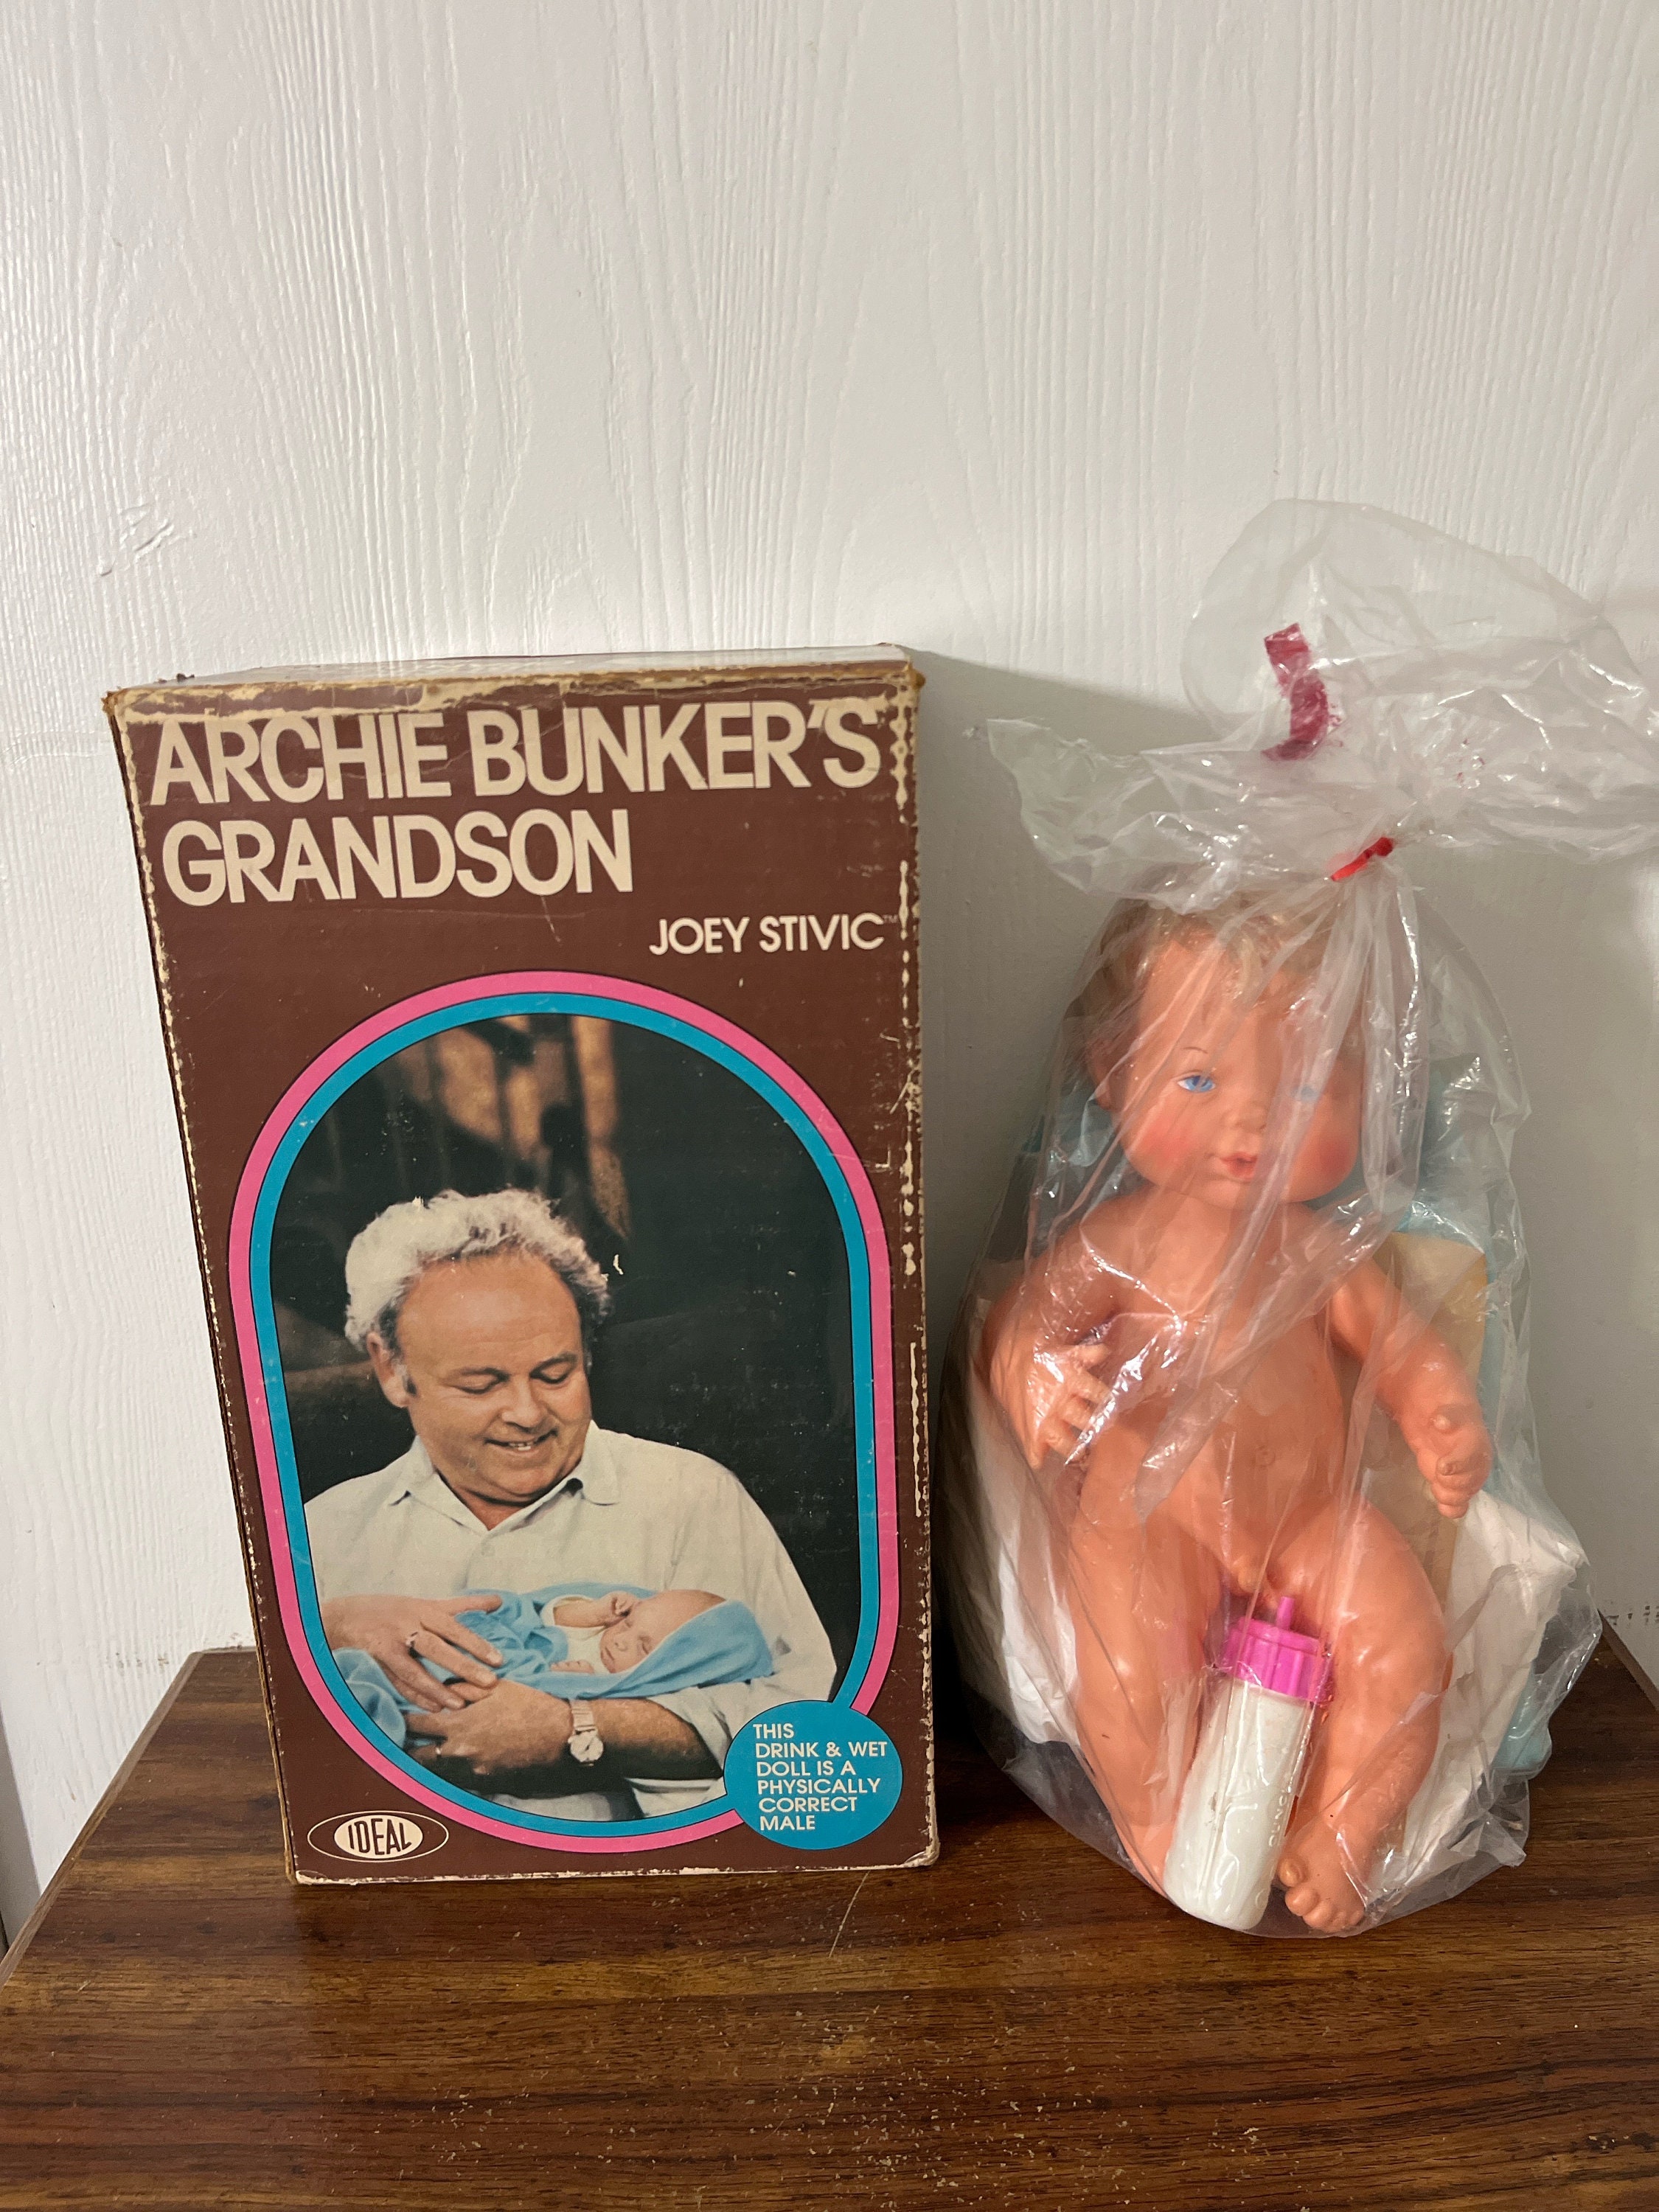 ARCHIE BUNKER'S
GRANDSON
JOEY STIVIC™
THIS
DRINK & WET
DOLL IS A
PHYSICALLY
CORRECT
MALE
IDEAL